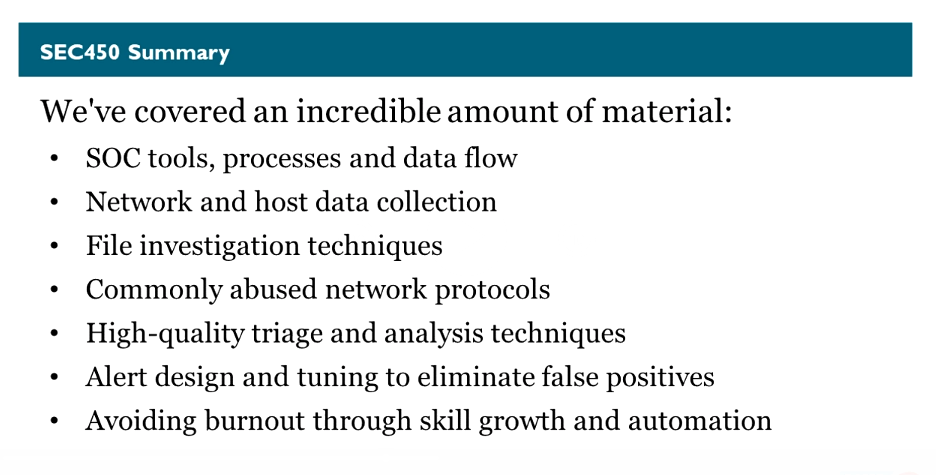 SEC450 Summary
We've covered an incredible amount of material:
• SOC tools, processes and data flow
• Network and host data collection
• File investigation techniques
• Commonly abused network protocols
• High-quality triage and analysis techniques
• Alert design and tuning to eliminate false positives
• Avoiding burnout through skill growth and automation